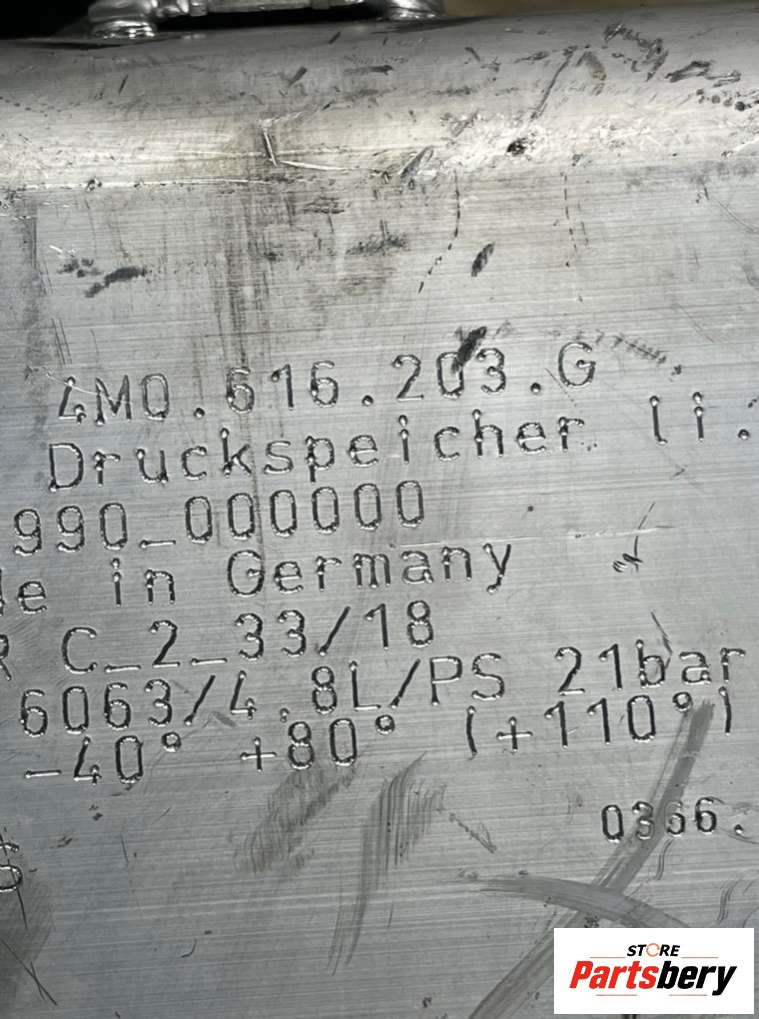 4M0.616.203.G
Druckspeicher li.
990_000000
in Germany
C_2_33/18
6063/4.8L/PS 21bar
-40° +80° (+110°)
0366.
STORE
Partsbery